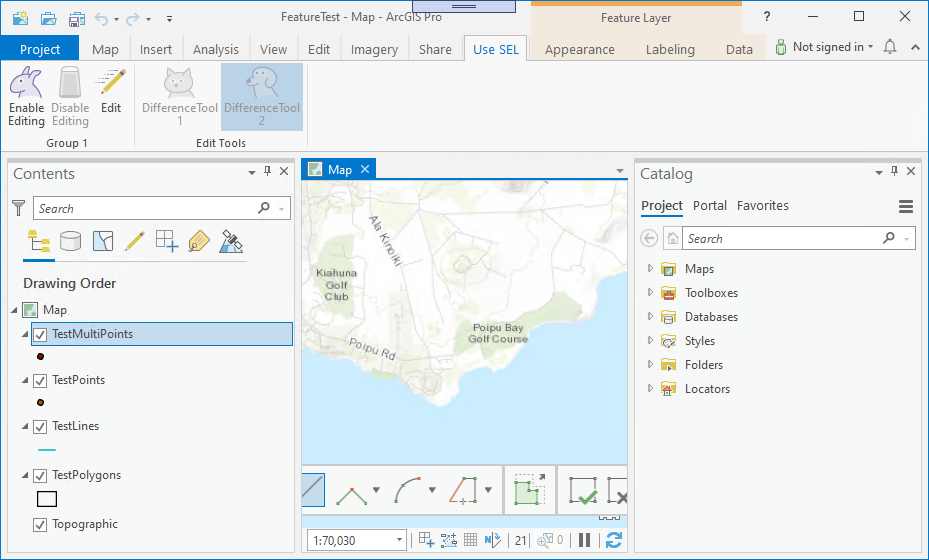 FeatureTest - Map - ArcGIS Pro
Feature Layer
?
Project
Map
Insert
Analysis
View
Edit
Imagery
Share
Use SEL
Appearance
Labeling
Data
Not signed in
Enable
Editing
Disable
Editing
Edit
DifferenceTool
1
DifferenceTool
2
Group 1
Edit Tools
Contents
Search
Drawing Order
Map
TestMultiPoints
TestPoints
TestLines
TestPolygons
Topographic
Map
Ala Kinoiki
Kiahuna
Golf
Club
Poipu Bay
Golf Course
Poipu Rd
1:70,030
21
0
Catalog
Project
Portal
Favorites
Search
Maps
Toolboxes
Databases
Styles
Folders
Locators